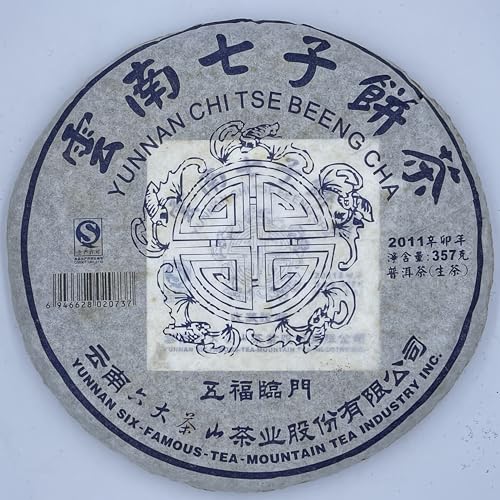 雲南七子餅茶
YUNNAN CHI TSE BEENG CHA
2011辛卯年
淨含量:357克
普洱茶(生茶)
6 946628 020737
五福臨門
云南六大茶山茶业股份有限公司
YUNNAN SIX-FAMOUS-TEA-MOUNTAIN TEA INDUSTRY INC.